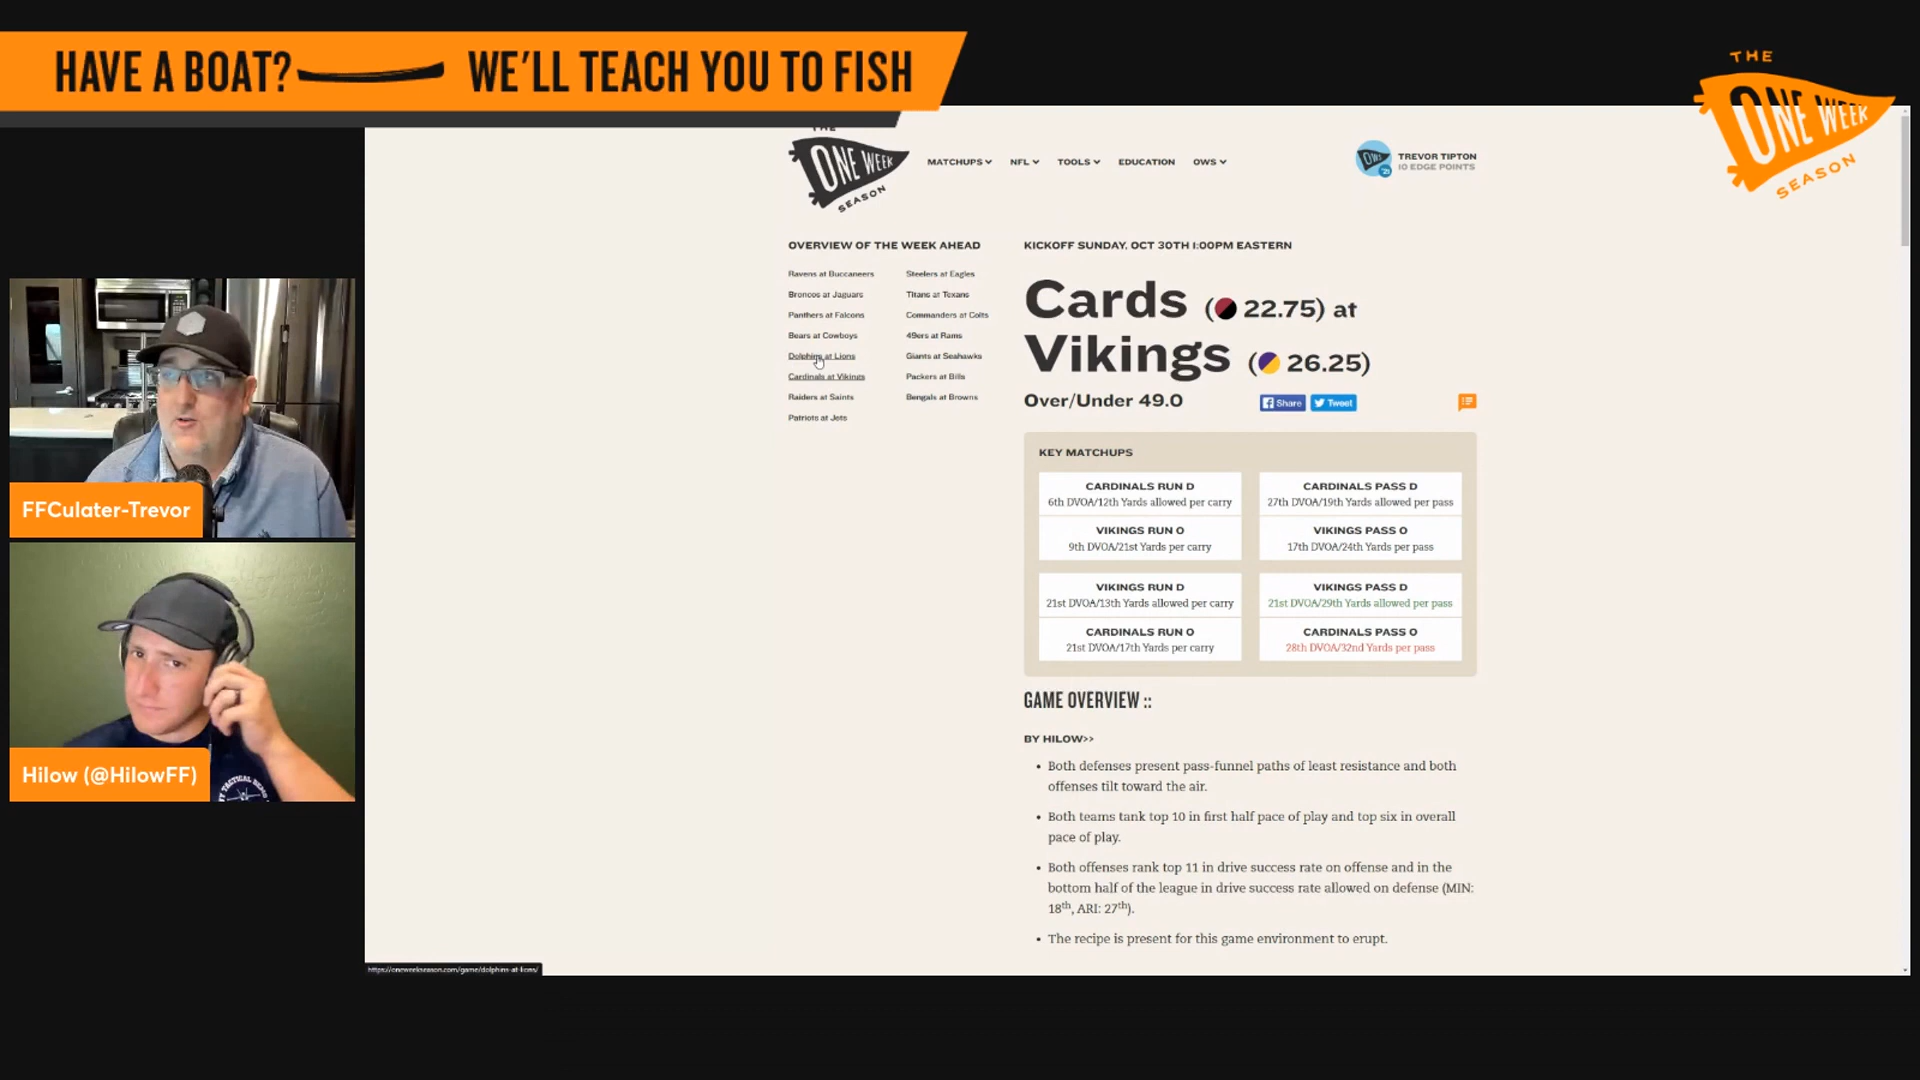 HAVE A BOAT? WE'LL TEACH YOU TO FISH
THE
ONE WEEK
SEASON
THE
ONE WEEK
SEASON
MATCHUPS NFL TOOLS EDUCATION OWS
OWS
TREVOR TIPTON
10 EDGE POINTS
OVERVIEW OF THE WEEK AHEAD
Ravens at Buccaneers
Broncos at Jaguars
Panthers at Falcons
Bears at Cowboys
Dolphins at Lions
Cardinals at Vikings
Raiders at Saints
Patriots at Jets
Steelers at Eagles
Titans at Texans
Commanders at Colts
49ers at Rams
Giants at Seahawks
Packers at Bills
Bengals at Browns
KICKOFF SUNDAY, OCT 30TH 1:00PM EASTERN
Cards (22.75) at
Vikings (26.25)
Over/Under 49.0
Share
Tweet
KEY MATCHUPS
CARDINALS RUN D
6th DVOA/12th Yards allowed per carry
VIKINGS RUN O
9th DVOA/21st Yards per carry
CARDINALS PASS D
27th DVOA/19th Yards allowed per pass
VIKINGS PASS O
17th DVOA/24th Yards per pass
VIKINGS RUN D
21st DVOA/13th Yards allowed per carry
CARDINALS RUN O
21st DVOA/17th Yards per carry
VIKINGS PASS D
21st DVOA/29th Yards allowed per pass
CARDINALS PASS O
28th DVOA/32nd Yards per pass
GAME OVERVIEW ::
BY HILOW>>
• Both defenses present pass-funnel paths of least resistance and both
offenses tilt toward the air.
• Both teams tank top 10 in first half pace of play and top six in overall
pace of play.
• Both offenses rank top 11 in drive success rate on offense and in the
bottom half of the league in drive success rate allowed on defense (MIN:
18th, ARI: 27th).
• The recipe is present for this game environment to erupt.
FFCulater-Trevor
Hilow (@HilowFF)
https://oneweekseason.com/game/dolphins-at-lions/